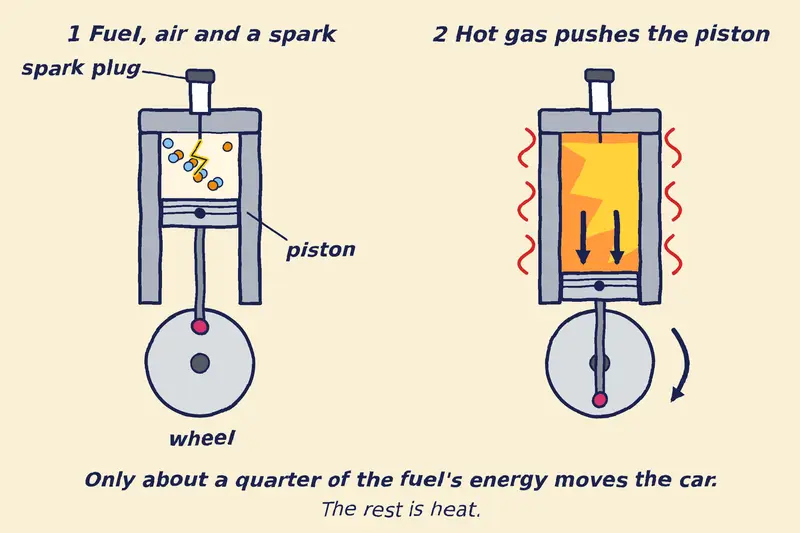 1 Fuel, air and a spark
2 Hot gas pushes the piston
spark plug
piston
wheel
Only about a quarter of the fuel's energy moves the car.
The rest is heat.